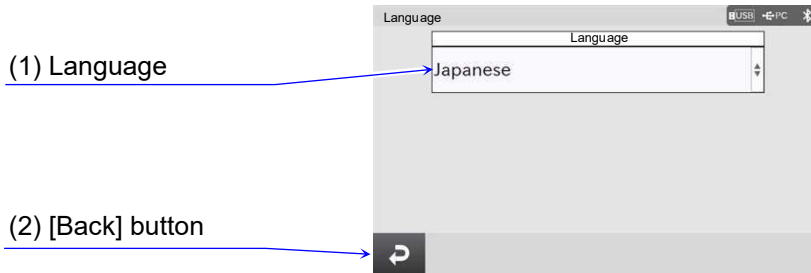 Language
USB PC
Language
(1) Language
Japanese
(2) [Back] button